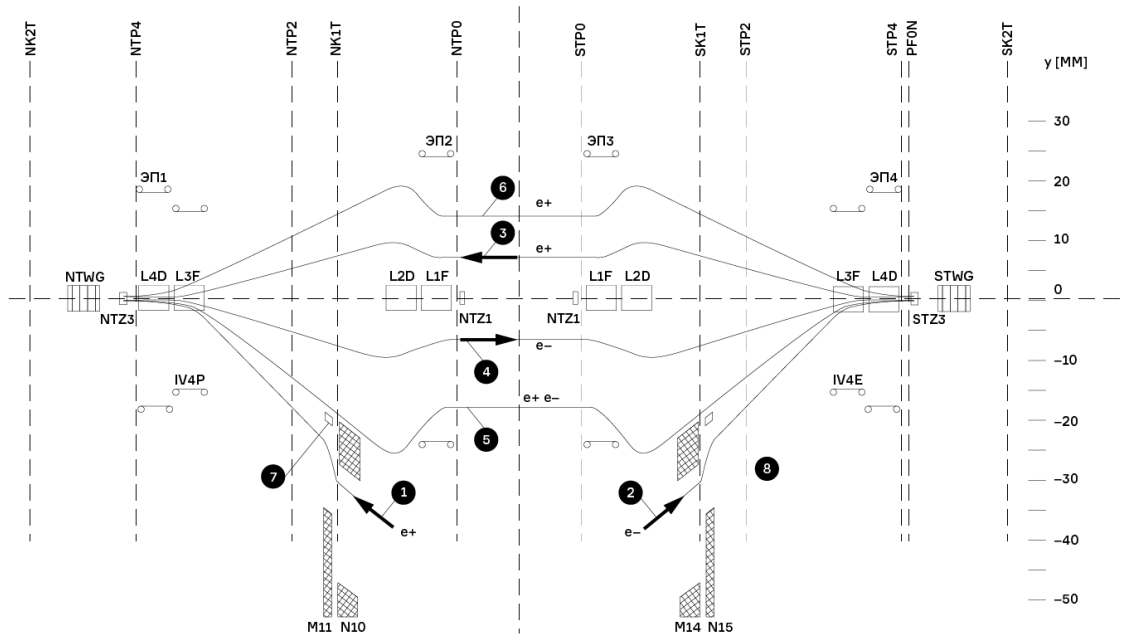 NK2T NTP4 NTP2 NK1T NTP0 STP0 SK1T STP2 STP4 PF0N SK2T
y [MM]
30
ЭП2 ЭП3
ЭП1 ЭП4
20
6 e+
3 e+
10
NTWG L4D L3F L2D L1F L1F L2D L3F L4D STWG
0
NTZ3 NTZ1 NTZ1 STZ3
e−
4
−10
IV4P IV4E
e+ e−
5
−20
7 8
−30
1 2
e+ e−
−40
−50
M11 N10 M14 N15